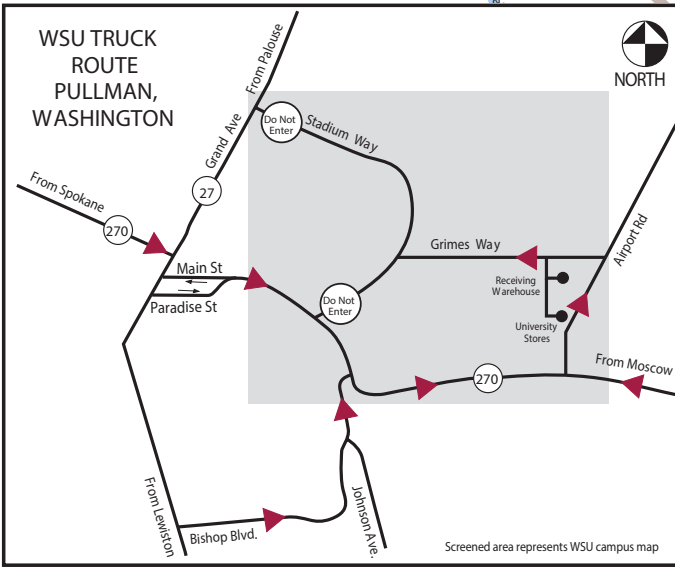 WSU TRUCK
ROUTE
PULLMAN,
WASHINGTON
NORTH
From Palouse
Grand Ave
27
Do Not
Enter
Stadium Way
From Spokane
270
Main St
Paradise St
Grimes Way
Airport Rd
Receiving
Warehouse
University
Stores
Do Not
Enter
From Moscow
270
From Lewiston
Bishop Blvd.
Johnson Ave.
Screened area represents WSU campus map